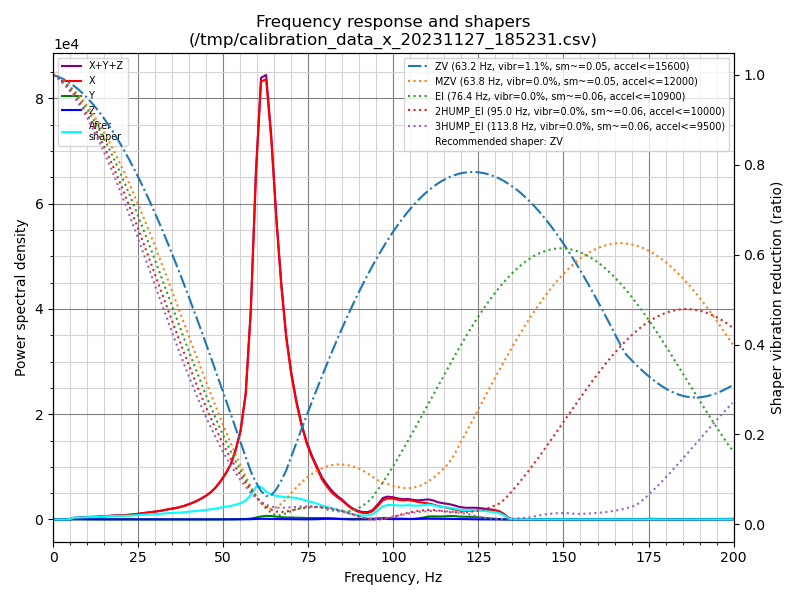 Frequency response and shapers
(/tmp/calibration_data_x_20231127_185231.csv)
1e4
X+Y+Z
X
Y
Z
After
shaper
ZV (63.2 Hz, vibr=1.1%, sm~=0.05, accel<=15600)
MZV (63.8 Hz, vibr=0.0%, sm~=0.05, accel<=12000)
EI (76.4 Hz, vibr=0.0%, sm~=0.06, accel<=10900)
2HUMP_EI (95.0 Hz, vibr=0.0%, sm~=0.06, accel<=10000)
3HUMP_EI (113.8 Hz, vibr=0.0%, sm~=0.06, accel<=9500)
Recommended shaper: ZV
Power spectral density
8
6
4
2
0
1.0
0.8
0.6
0.4
0.2
0.0
Shaper vibration reduction (ratio)
0 25 50 75 100 125 150 175 200
Frequency, Hz